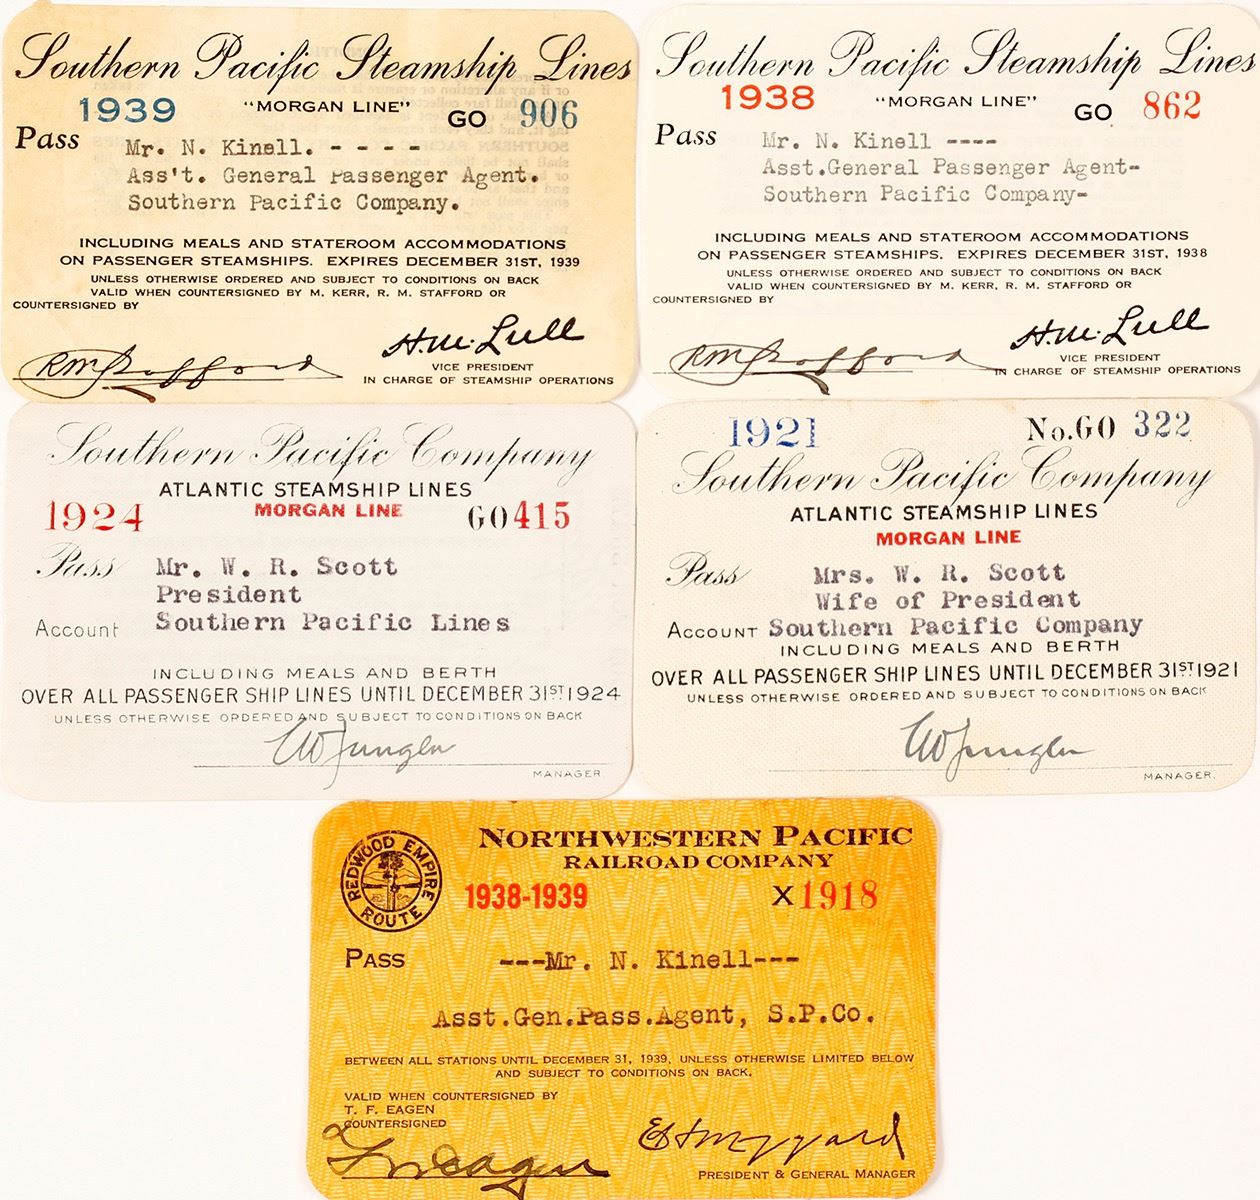 Southern Pacific Steamship Lines
1939 "MORGAN LINE" GO 906
Pass Mr. N. Kinell. - - - -
Ass't. General Passenger Agent.
Southern Pacific Company.
INCLUDING MEALS AND STATEROOM ACCOMMODATIONS
ON PASSENGER STEAMSHIPS. EXPIRES DECEMBER 31ST, 1939
UNLESS OTHERWISE ORDERED AND SUBJECT TO CONDITIONS ON BACK
VALID WHEN COUNTERSIGNED BY M. KERR, R. M. STAFFORD OR
COUNTERSIGNED BY
RM Stafford H.M. Lull
VICE PRESIDENT
IN CHARGE OF STEAMSHIP OPERATIONS
Southern Pacific Steamship Lines
1938 "MORGAN LINE" GO 862
Pass Mr. N. Kinell ----
Asst.General Passenger Agent-
Southern Pacific Company-
INCLUDING MEALS AND STATEROOM ACCOMMODATIONS
ON PASSENGER STEAMSHIPS. EXPIRES DECEMBER 31ST, 1938
UNLESS OTHERWISE ORDERED AND SUBJECT TO CONDITIONS ON BACK
VALID WHEN COUNTERSIGNED BY M. KERR, R. M. STAFFORD OR
COUNTERSIGNED BY
RM Stafford H.M. Lull
VICE PRESIDENT
IN CHARGE OF STEAMSHIP OPERATIONS
Southern Pacific Company
ATLANTIC STEAMSHIP LINES
1924 MORGAN LINE GO 415
Pass Mr. W. R. Scott
President
Account Southern Pacific Lines
INCLUDING MEALS AND BERTH
OVER ALL PASSENGER SHIP LINES UNTIL DECEMBER 31ST 1924
UNLESS OTHERWISE ORDERED AND SUBJECT TO CONDITIONS ON BACK
MANAGER
1921 No.GO 322
Southern Pacific Company
ATLANTIC STEAMSHIP LINES
MORGAN LINE
Pass Mrs. W. R. Scott
Wife of President
Account Southern Pacific Company
INCLUDING MEALS AND BERTH
OVER ALL PASSENGER SHIP LINES UNTIL DECEMBER 31ST 1921
UNLESS OTHERWISE ORDERED AND SUBJECT TO CONDITIONS ON BACK
MANAGER.
REDWOOD EMPIRE ROUTE
NORTHWESTERN PACIFIC
RAILROAD COMPANY
1938-1939 X1918
PASS ---Mr. N. Kinell---
Asst.Gen.Pass.Agent, S.P.Co.
BETWEEN ALL STATIONS UNTIL DECEMBER 31, 1939, UNLESS OTHERWISE LIMITED BELOW
AND SUBJECT TO CONDITIONS ON BACK.
VALID WHEN COUNTERSIGNED BY
T. F. EAGEN
COUNTERSIGNED
PRESIDENT & GENERAL MANAGER